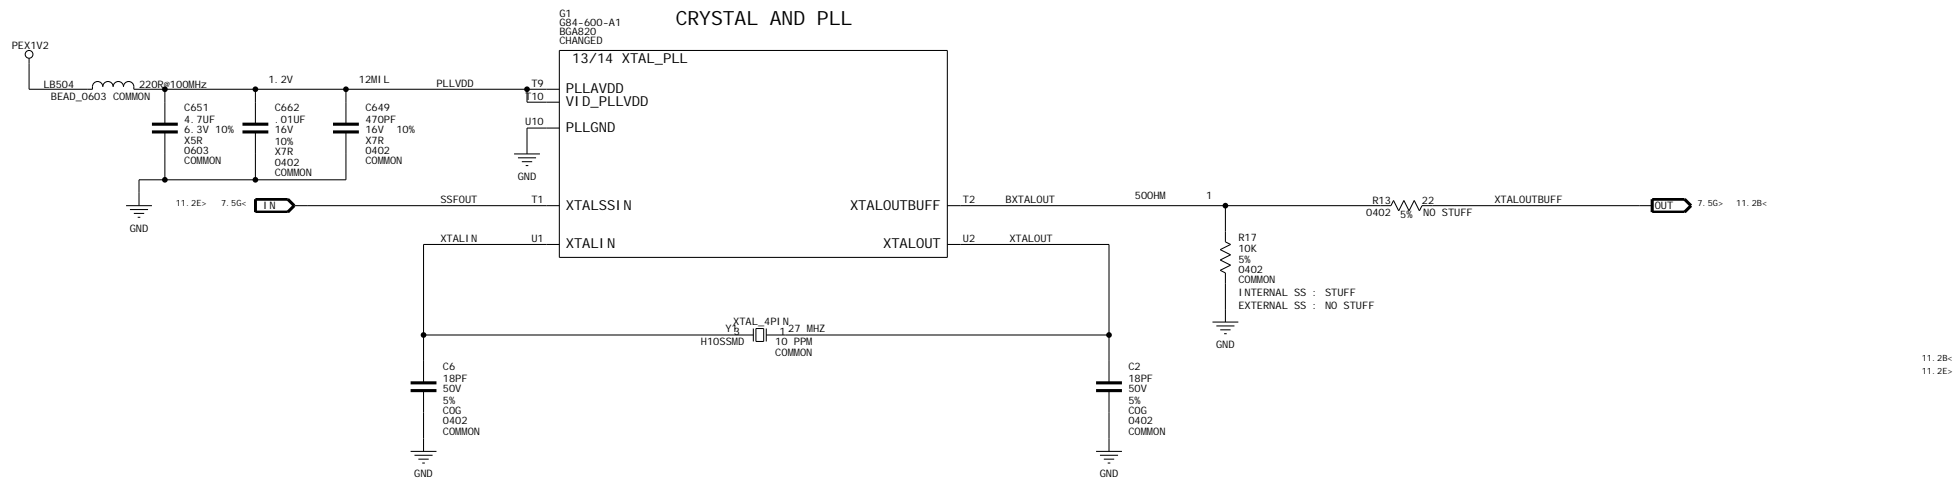 CRYSTAL AND PLL
G1
G84-600-A1
BGA820
CHANGED
13/14 XTAL_PLL
PEX1V2
LB504
220R@100MHz
BEAD_0603 COMMON
1.2V
12MIL
PLLVDD
T9
PLLAVDD
T10
VID_PLLVDD
U10
PLLGND
GND
C651
4.7UF
6.3V 10%
X5R
0603
COMMON
C662
.01UF
16V
10%
X7R
0402
COMMON
C649
470PF
16V 10%
X7R
0402
COMMON
GND
11.2E> 7.5G<
IN
SSFOUT
T1
XTALSSIN
XTALOUTBUFF
T2
BXTALOUT
50OHM
1
R13
22
0402
5%
NO STUFF
XTALOUTBUFF
OUT
7.5G> 11.2B<
XTALIN
U1
XTALIN
XTALOUT
U2
XTALOUT
R17
10K
5%
0402
COMMON
INTERNAL SS : STUFF
EXTERNAL SS : NO STUFF
GND
XTAL_4PIN
Y1
3
1
27 MHZ
H10SSMD
10 PPM
COMMON
C6
18PF
50V
5%
COG
0402
COMMON
GND
C2
18PF
50V
5%
COG
0402
COMMON
GND
11.2B<
11.2E>